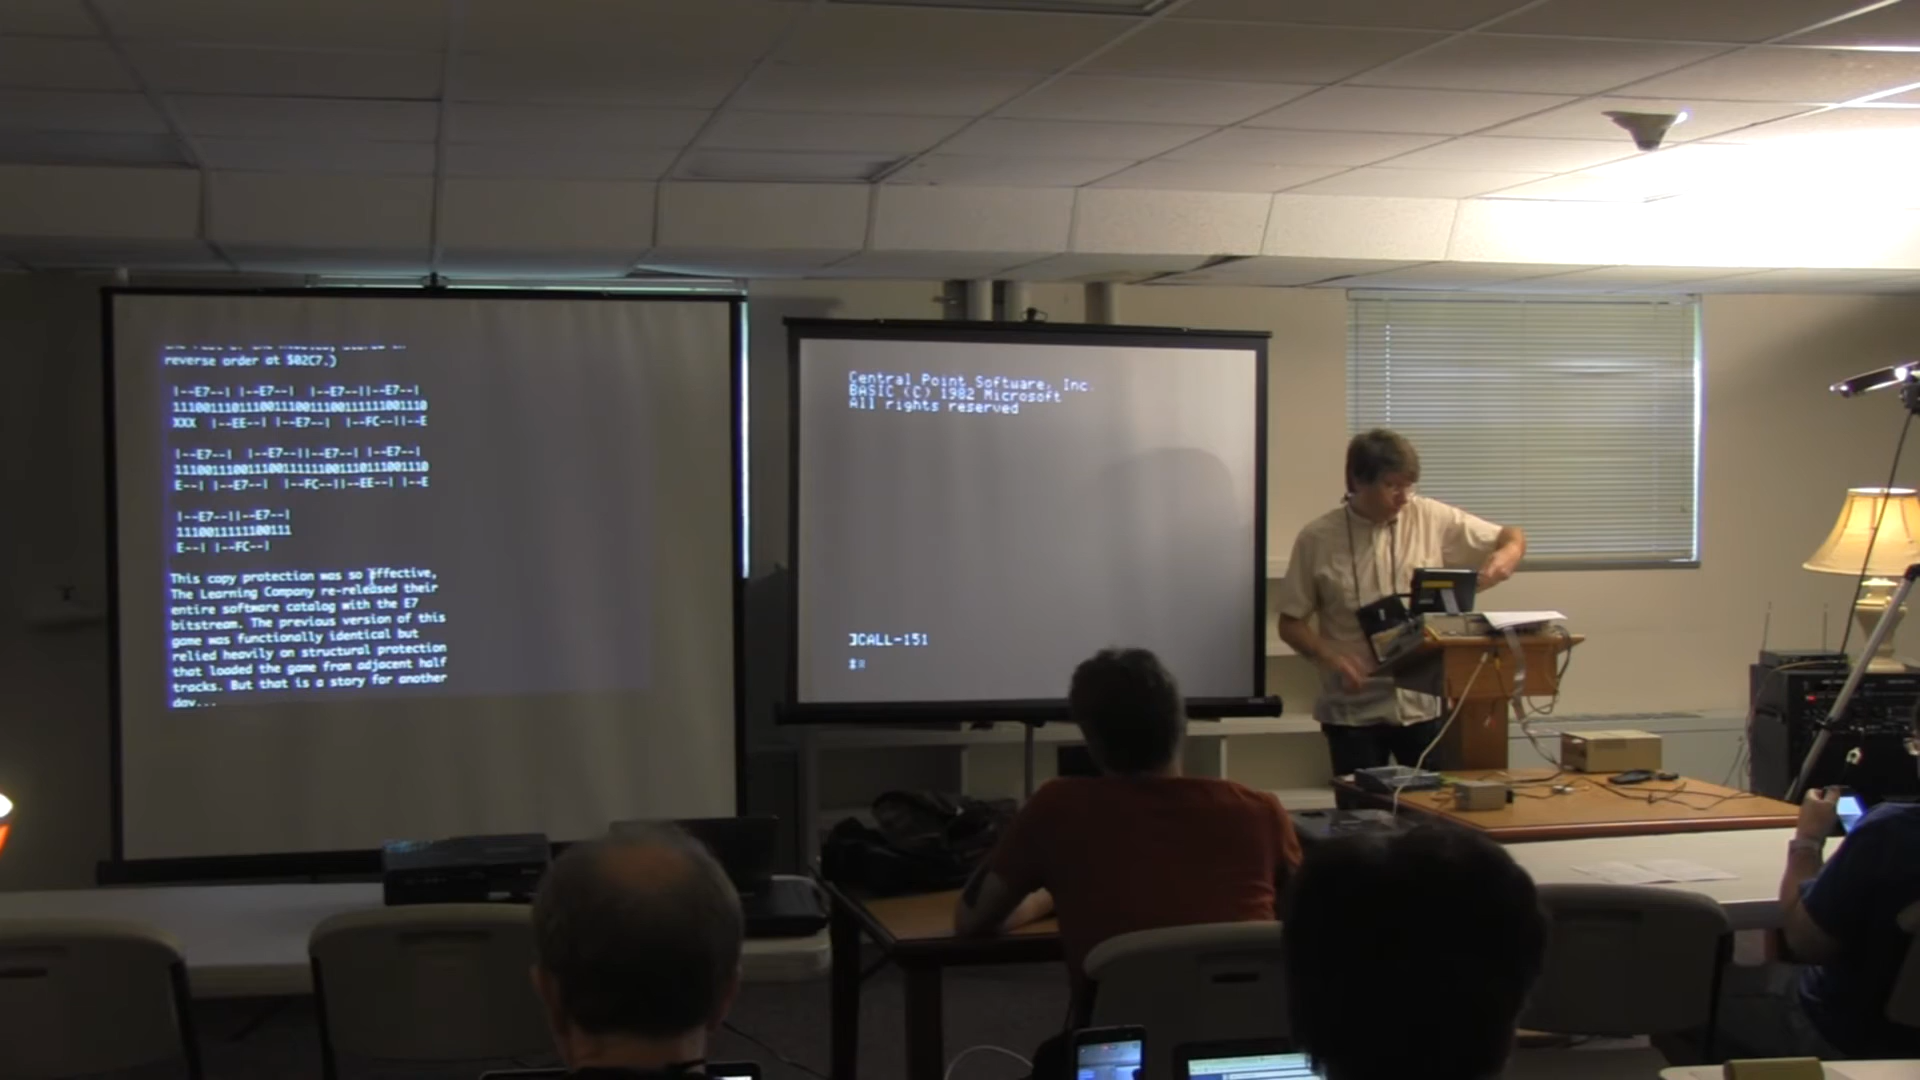 reverse order at $02C7.)
|--E7--| |--E7--|  |--E7--||--E7--|
111001110111001110011100111111001110
XXX  |--EE--| |--E7--|  |--FC--||--E
|--E7--|  |--E7--||--E7--| |--E7--|
111001110011100111111001110111001110
E--| |--E7--|  |--FC--||--EE--| |--E
|--E7--||--E7--|
1110011111100111
E--| |--FC--|
This copy protection was so effective,
The Learning Company re-released their
entire software catalog with the E7
bitstream. The previous version of this
game was functionally identical but
relied heavily on structural protection
that loaded the game from adjacent half
tracks. But that is a story for another
day...
Central Point Software, Inc.
BASIC (C) 1982 Microsoft
All rights reserved
]CALL-151